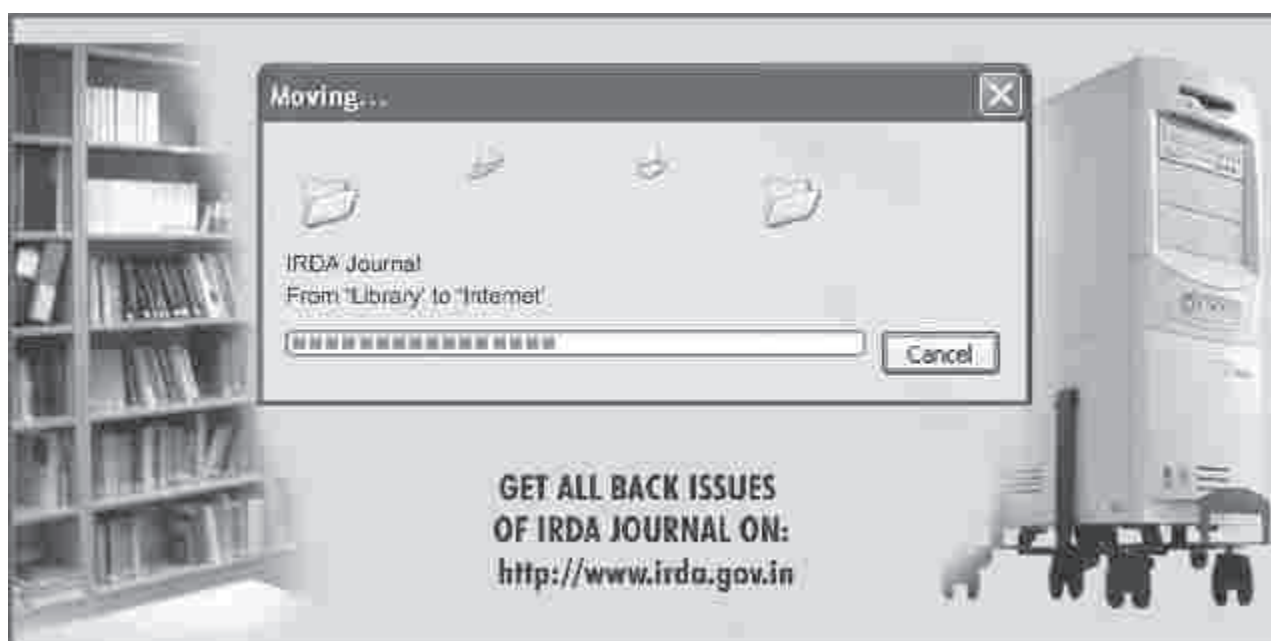 Moving...
IRDA Journal
From 'Library' to 'Internet'
Cancel
GET ALL BACK ISSUES
OF IRDA JOURNAL ON:
http://www.irda.gov.in